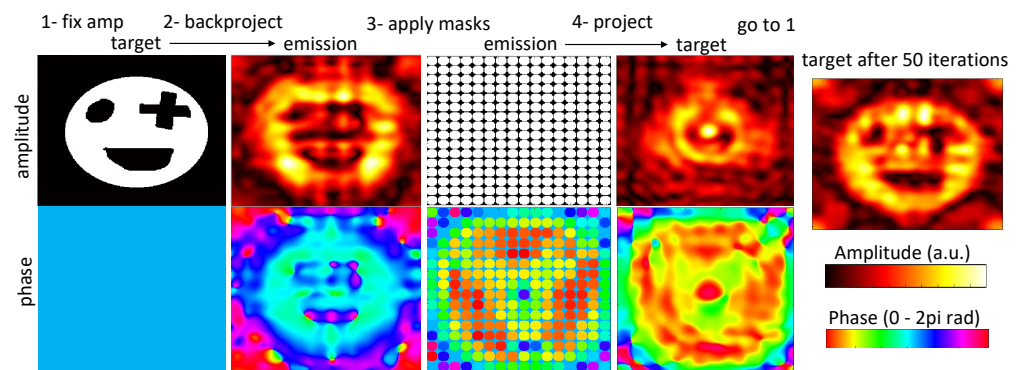 1- fix amp 2- backproject 3- apply masks 4- project go to 1
target emission emission target
target after 50 iterations
amplitude
phase
Amplitude (a.u.)
Phase (0 - 2pi rad)